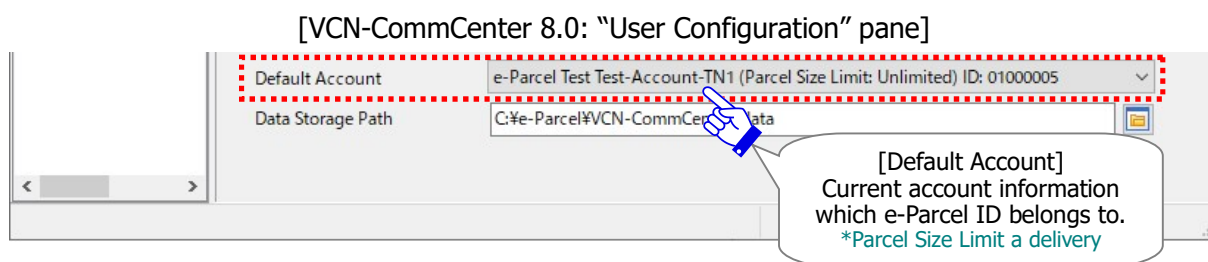 [VCN-CommCenter 8.0: “User Configuration” pane]
Default Account
e-Parcel Test Test-Account-TN1 (Parcel Size Limit: Unlimited) ID: 01000005
Data Storage Path
C:¥e-Parcel¥VCN-CommCen ata
[Default Account]
Current account information
which e-Parcel ID belongs to.
*Parcel Size Limit a delivery